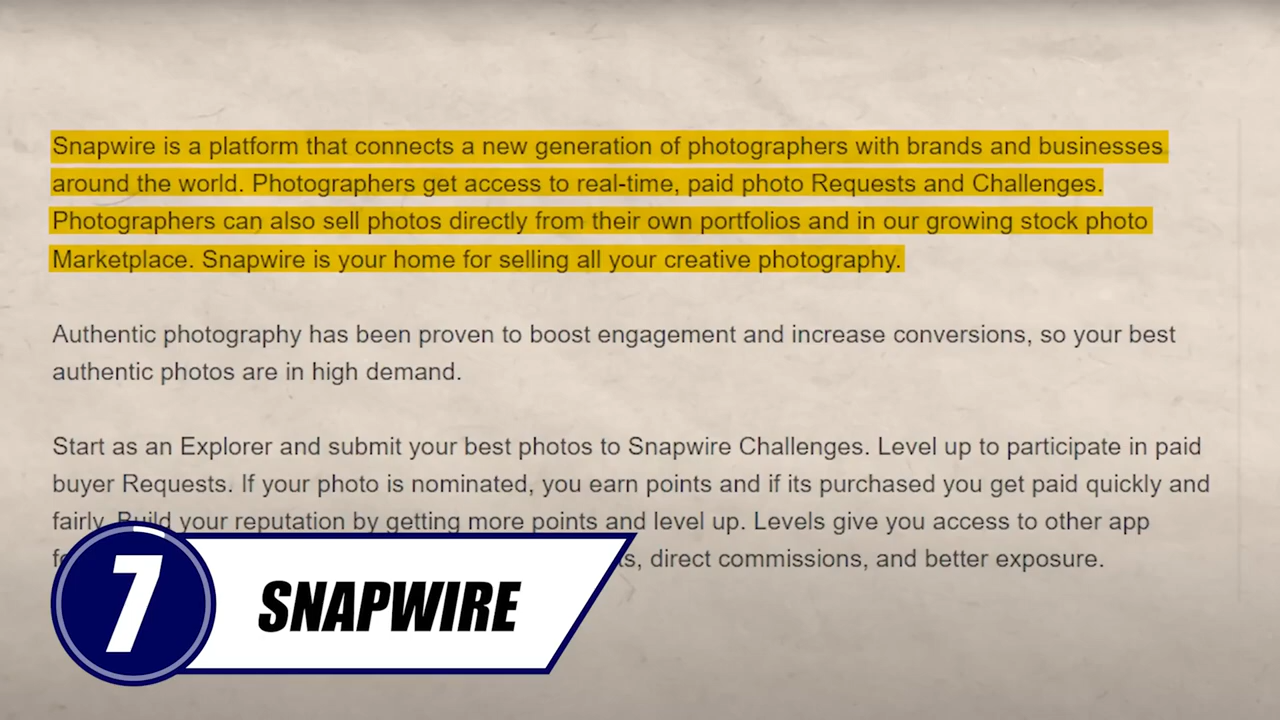 Snapwire is a platform that connects a new generation of photographers with brands and businesses
around the world. Photographers get access to real-time, paid photo Requests and Challenges.
Photographers can also sell photos directly from their own portfolios and in our growing stock photo
Marketplace. Snapwire is your home for selling all your creative photography.
Authentic photography has been proven to boost engagement and increase conversions, so your best
authentic photos are in high demand.
Start as an Explorer and submit your best photos to Snapwire Challenges. Level up to participate in paid
buyer Requests. If your photo is nominated, you earn points and if its purchased you get paid quickly and
fairly. Build your reputation by getting more points and level up. Levels give you access to other app
direct commissions, and better exposure.
7
SNAPWIRE